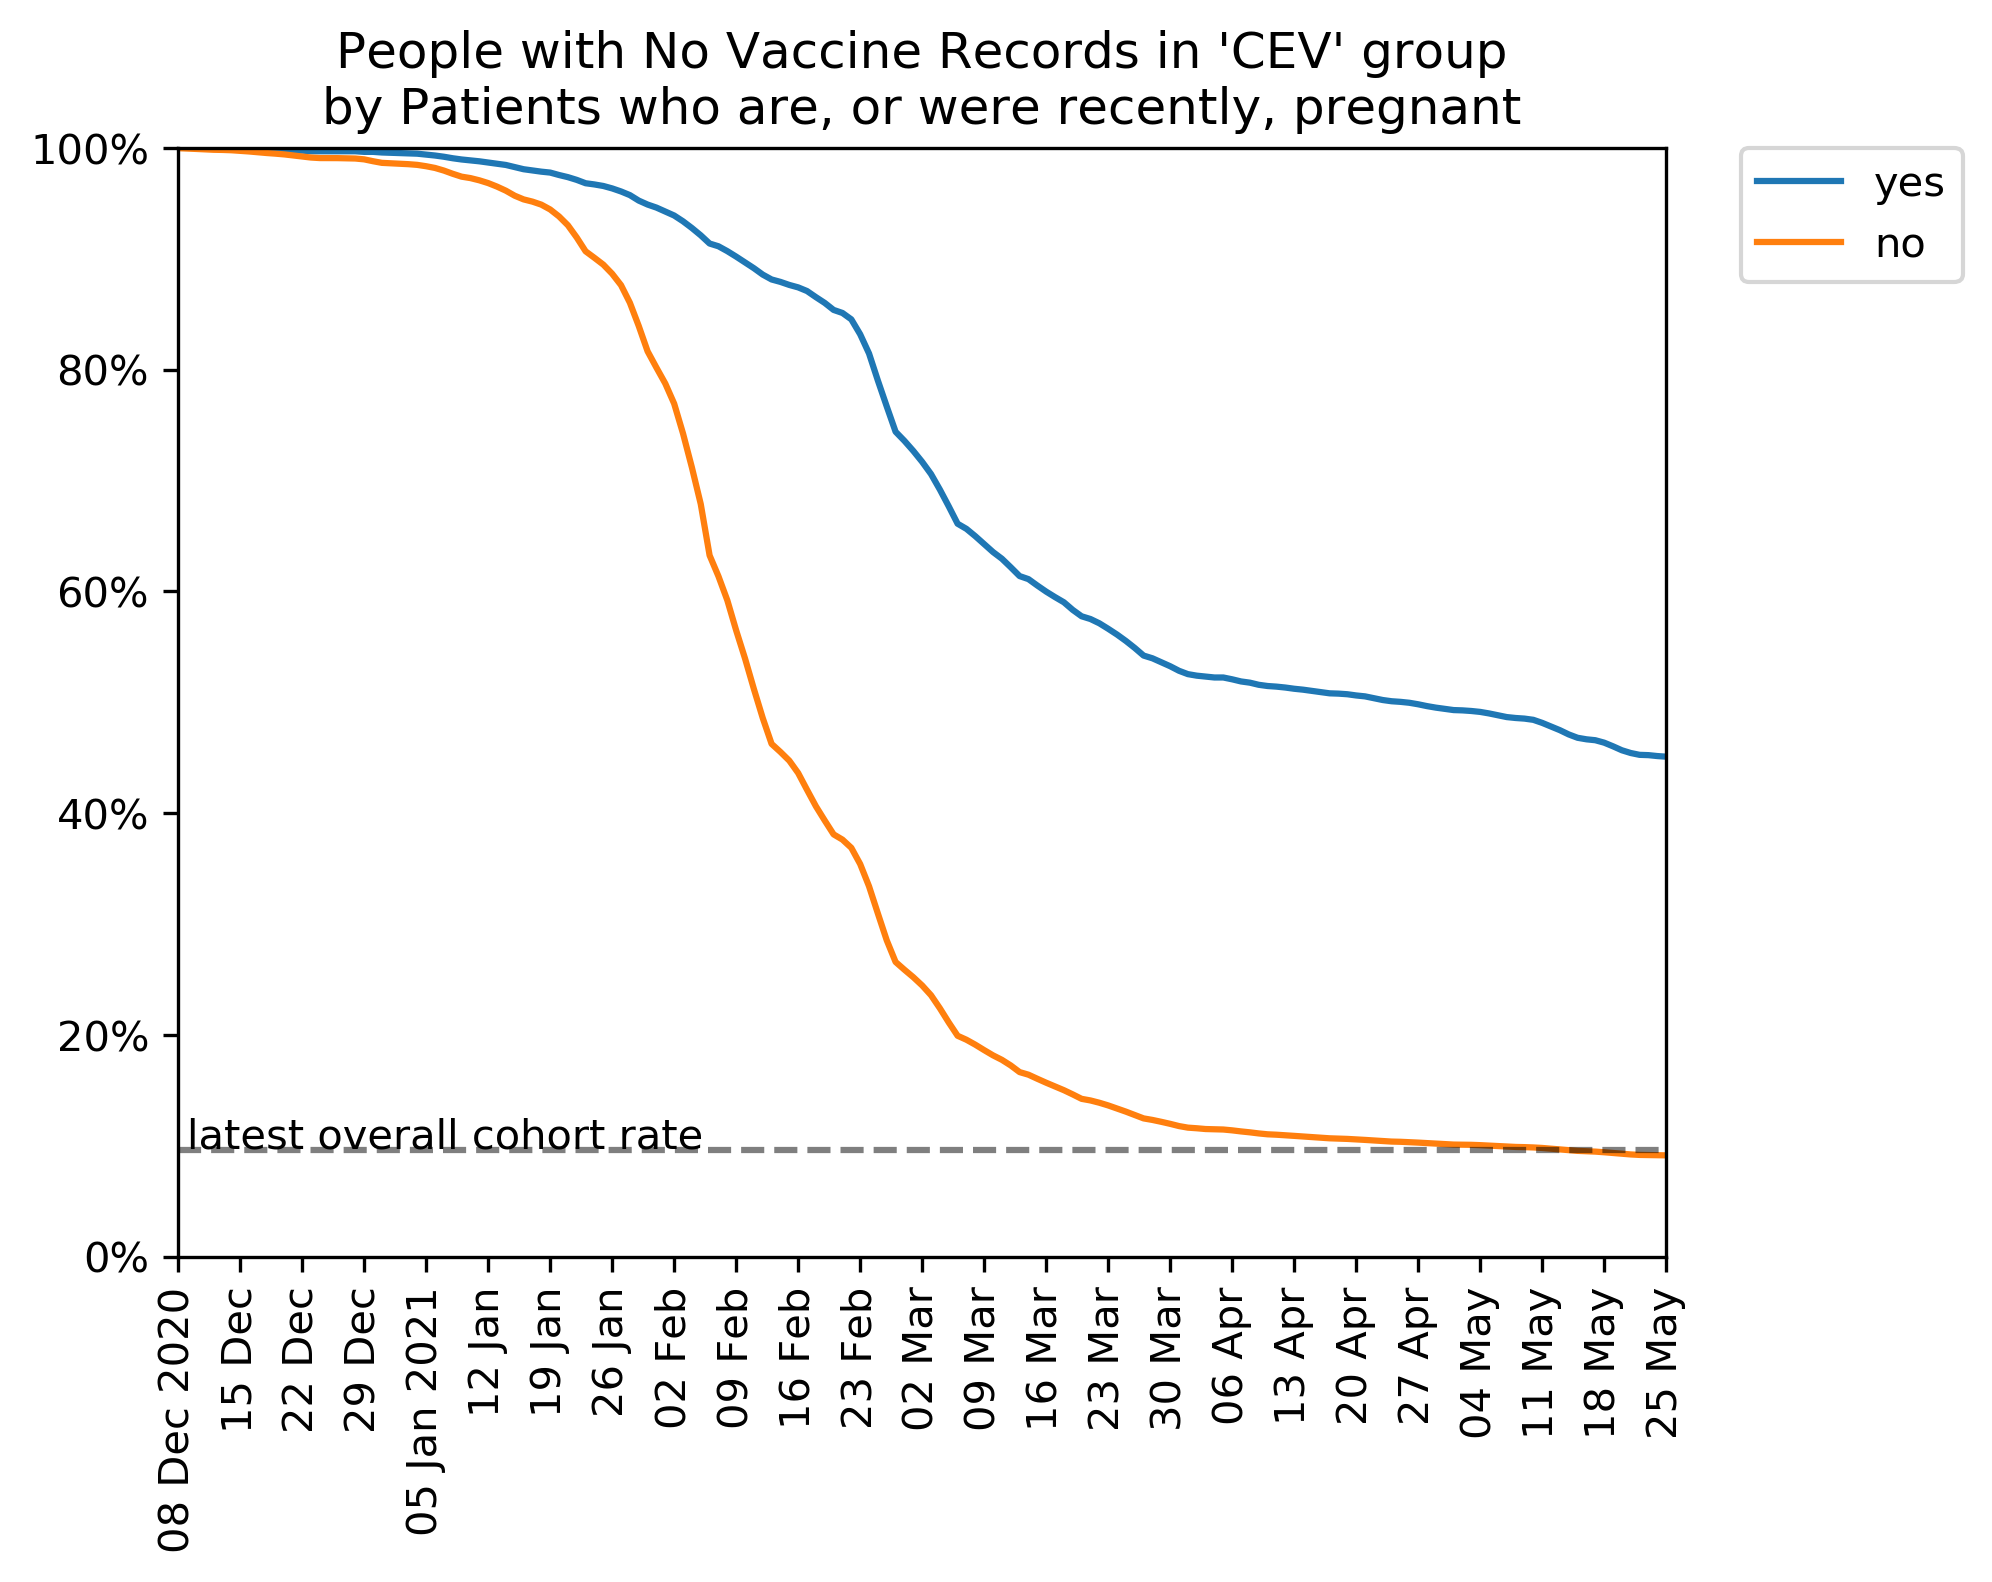 People with No Vaccine Records in 'CEV' group
by Patients who are, or were recently, pregnant
100%
80%
60%
40%
20%
0%
latest overall cohort rate
yes
no
08 Dec 2020
15 Dec
22 Dec
29 Dec
05 Jan 2021
12 Jan
19 Jan
26 Jan
02 Feb
09 Feb
16 Feb
23 Feb
02 Mar
09 Mar
16 Mar
23 Mar
30 Mar
06 Apr
13 Apr
20 Apr
27 Apr
04 May
11 May
18 May
25 May